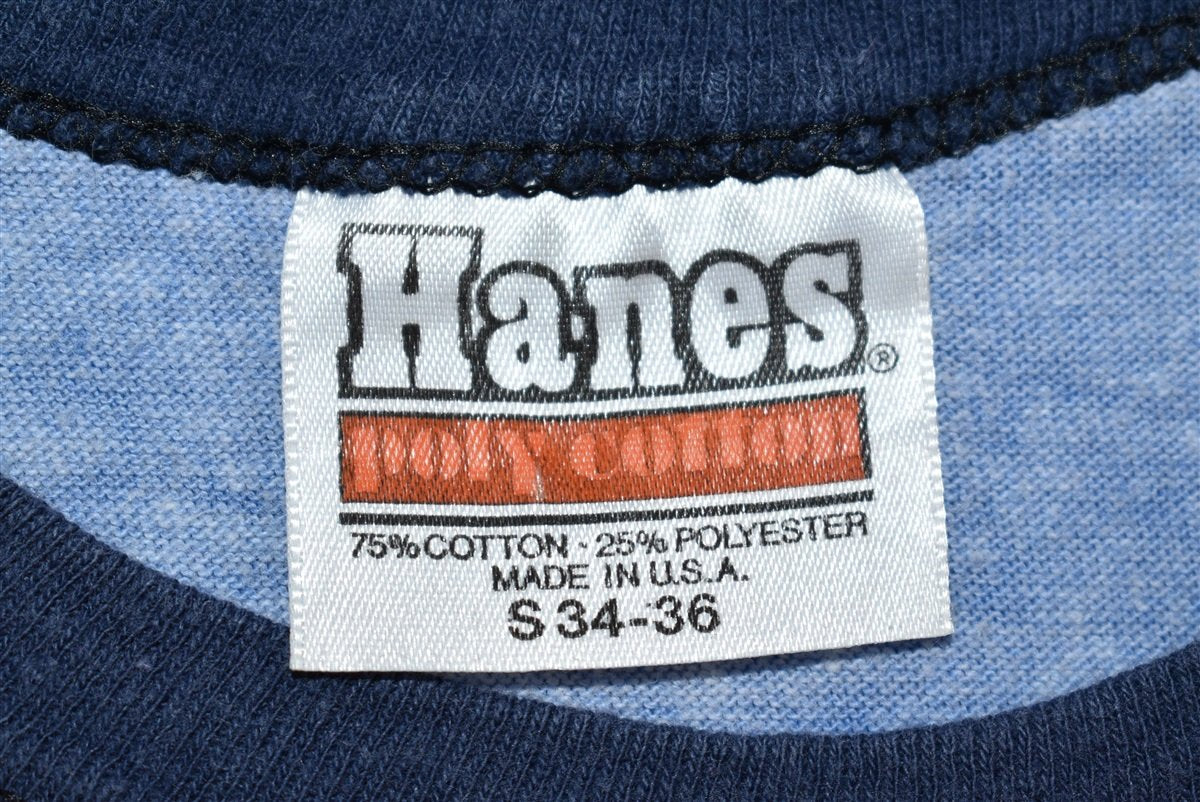 Hanes®
poly cotton
75% COTTON - 25% POLYESTER
MADE IN U.S.A.
S 34-36